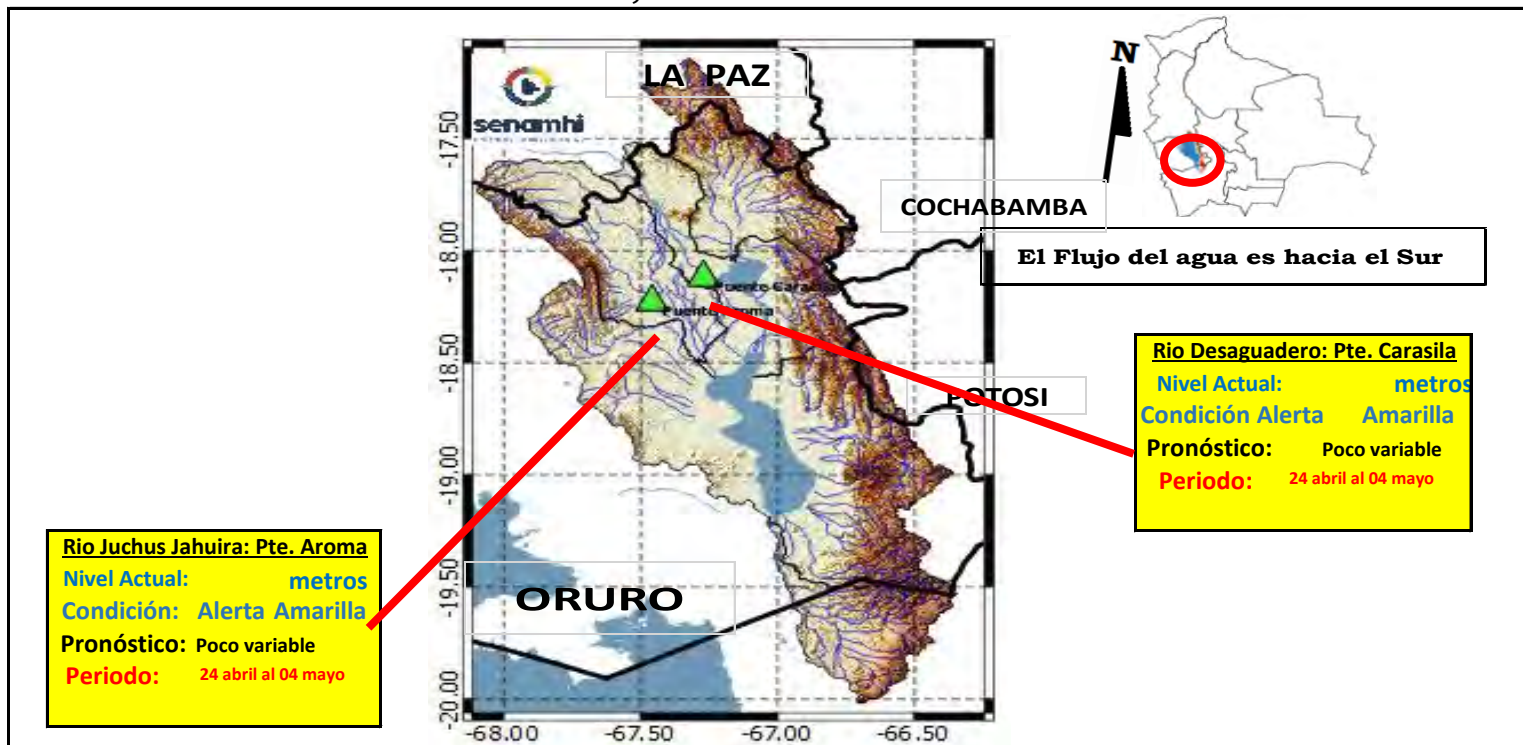 LA PAZ
senamhi
N
COCHABAMBA
El Flujo del agua es hacia el Sur
Puente
Puente
POTOSI
ORURO
Rio Desaguadero: Pte. Carasila
Nivel Actual: metros
Condición Alerta Amarilla
Pronóstico: Poco variable
Periodo: 24 abril al 04 mayo
Rio Juchus Jahuira: Pte. Aroma
Nivel Actual: metros
Condición: Alerta Amarilla
Pronóstico: Poco variable
Periodo: 24 abril al 04 mayo
-17.50
-18.00
-18.50
-19.00
-19.50
-20.00
-68.00 -67.50 -67.00 -66.50